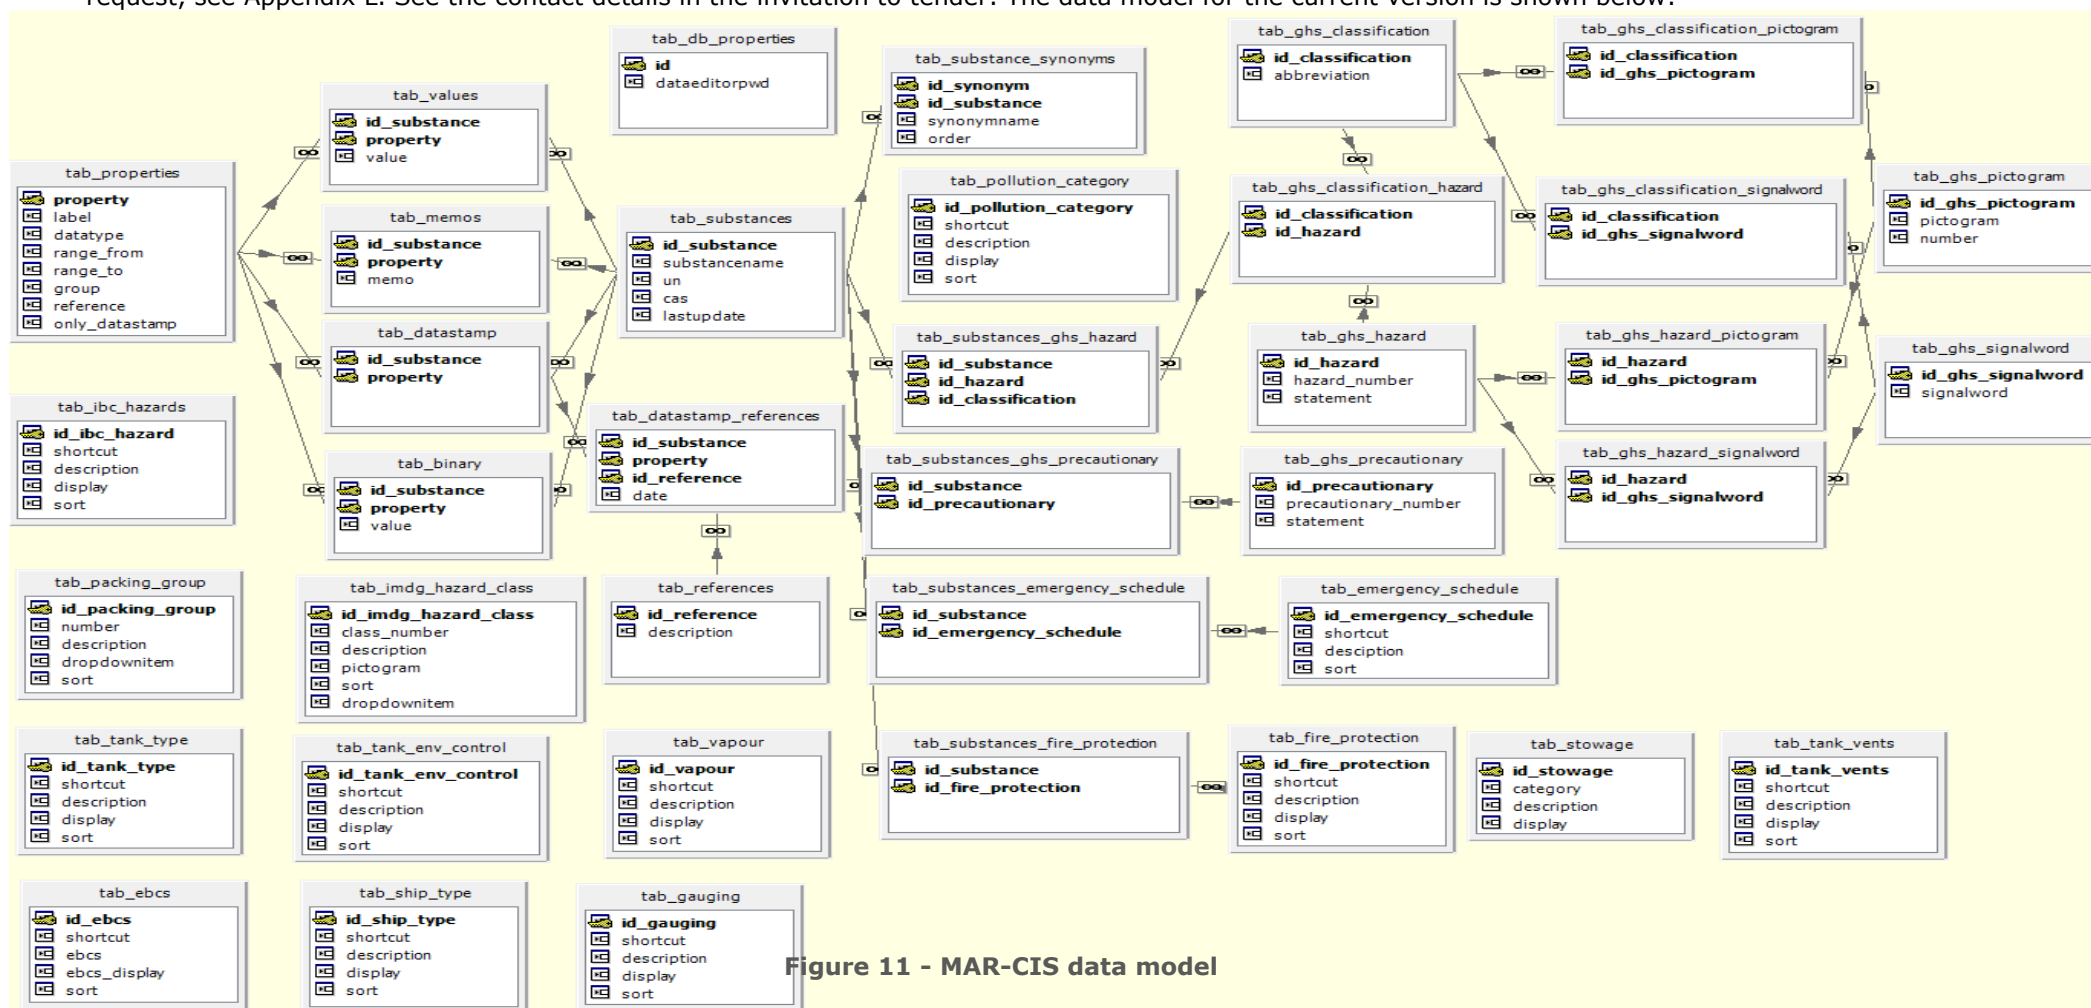 request, see Appendix E. See the contact details in the invitation to tender. The data model for the current version is shown below.
tab_properties
property
label
datatype
range_from
range_to
group
reference
only_datastamp
tab_values
id_substance
property
value
tab_memos
id_substance
property
memo
tab_datastamp
id_substance
property
tab_binary
id_substance
property
value
tab_db_properties
id
dataeditorpwd
tab_substances
id_substance
substancename
un
cas
lastupdate
tab_datastamp_references
id_substance
property
id_reference
date
tab_references
id_reference
description
tab_substance_synonyms
id_synonym
id_substance
synonymname
order
tab_pollution_category
id_pollution_category
shortcut
description
display
sort
tab_substances_ghs_hazard
id_substance
id_hazard
id_classification
tab_substances_ghs_precautionary
id_substance
id_precautionary
tab_substances_emergency_schedule
id_substance
id_emergency_schedule
tab_substances_fire_protection
id_substance
id_fire_protection
tab_ghs_classification
id_classification
abbreviation
tab_ghs_classification_hazard
id_classification
id_hazard
tab_ghs_hazard
id_hazard
hazard_number
statement
tab_ghs_precautionary
id_precautionary
precautionary_number
statement
tab_emergency_schedule
id_emergency_schedule
shortcut
desciption
sort
tab_fire_protection
id_fire_protection
shortcut
description
display
sort
tab_ghs_classification_pictogram
id_classification
id_ghs_pictogram
tab_ghs_classification_signalword
id_classification
id_ghs_signalword
tab_ghs_hazard_pictogram
id_hazard
id_ghs_pictogram
tab_ghs_hazard_signalword
id_hazard
id_ghs_signalword
tab_ghs_pictogram
id_ghs_pictogram
pictogram
number
tab_ghs_signalword
id_ghs_signalword
signalword
tab_stowage
id_stowage
category
description
display
tab_tank_vents
id_tank_vents
shortcut
description
display
sort
tab_ibc_hazards
id_ibc_hazard
shortcut
description
display
sort
tab_packing_group
id_packing_group
number
description
dropdownitem
sort
tab_imdg_hazard_class
id_imdg_hazard_class
class_number
description
pictogram
sort
dropdownitem
tab_tank_type
id_tank_type
shortcut
description
display
sort
tab_tank_env_control
id_tank_env_control
shortcut
description
display
sort
tab_vapour
id_vapour
shortcut
description
display
sort
tab_ebcs
id_ebcs
shortcut
ebcs
ebcs_display
sort
tab_ship_type
id_ship_type
shortcut
description
display
sort
tab_gauging
id_gauging
shortcut
description
display
sort
Figure 11 - MAR-CIS data model